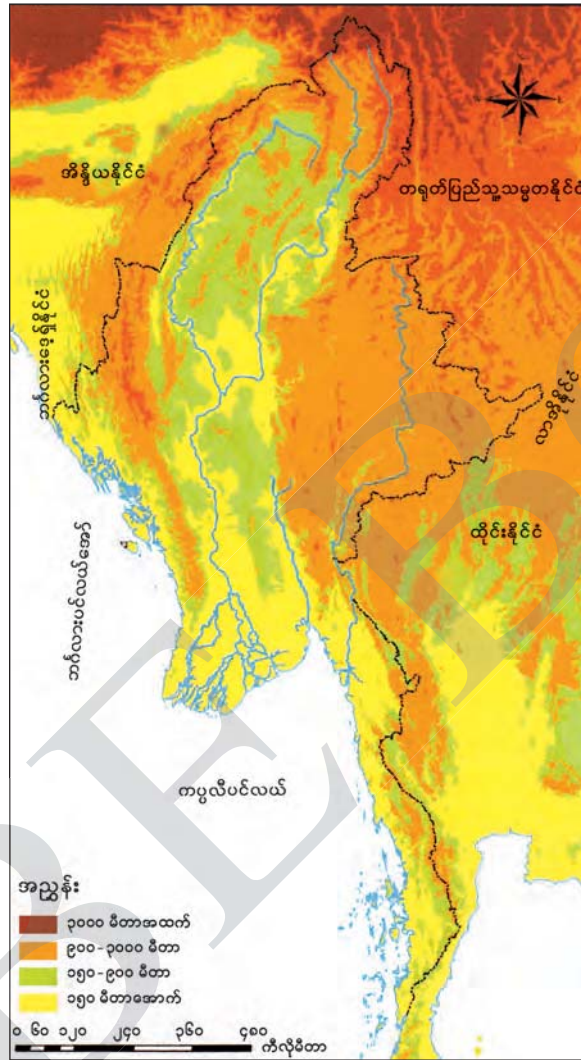 အိန္ဒိယနိုင်ငံ
တရုတ်ပြည်သူ့သမ္မတနိုင်ငံ
ဘင်္ဂလားဒေ့ရှ်နိုင်ငံ
လာအိုနိုင်ငံ
ထိုင်းနိုင်ငံ
ဘင်္ဂလားပင်လယ်အော်
ကပ္ပလီပင်လယ်
အညွှန်း
၃၀၀၀ မီတာအထက်
၉၀၀-၃၀၀၀ မီတာ
၁၅၀-၉၀၀ မီတာ
၁၅၀ မီတာအောက်
၀ ၆၀ ၁၂၀ ၂၄၀ ၃၆၀ ၄၈၀
ကီလိုမီတာ